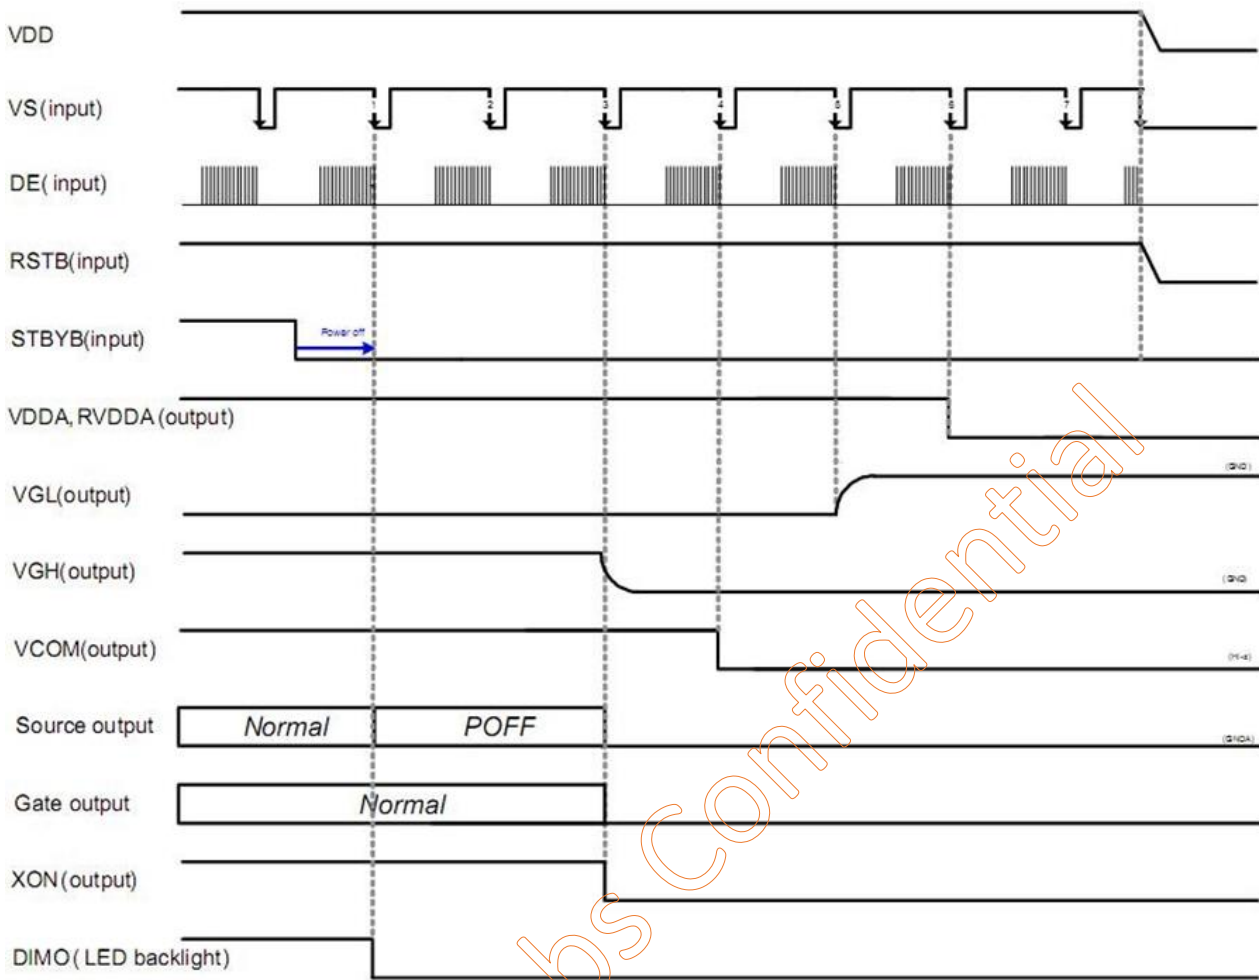 VDD
VS(input)
1 2 3 4 5 6 7
DE( input)
RSTB(input)
STBYB(input)
Power off
VDDA, RVDDA (output)
VGL(output)
(GND)
VGH(output)
(GND
VCOM(output)
(Hi-z)
Source output
Normal
POFF
(GNDA)
Gate output
Normal
XON (output)
DIMO( LED backlight)
bs Confidential